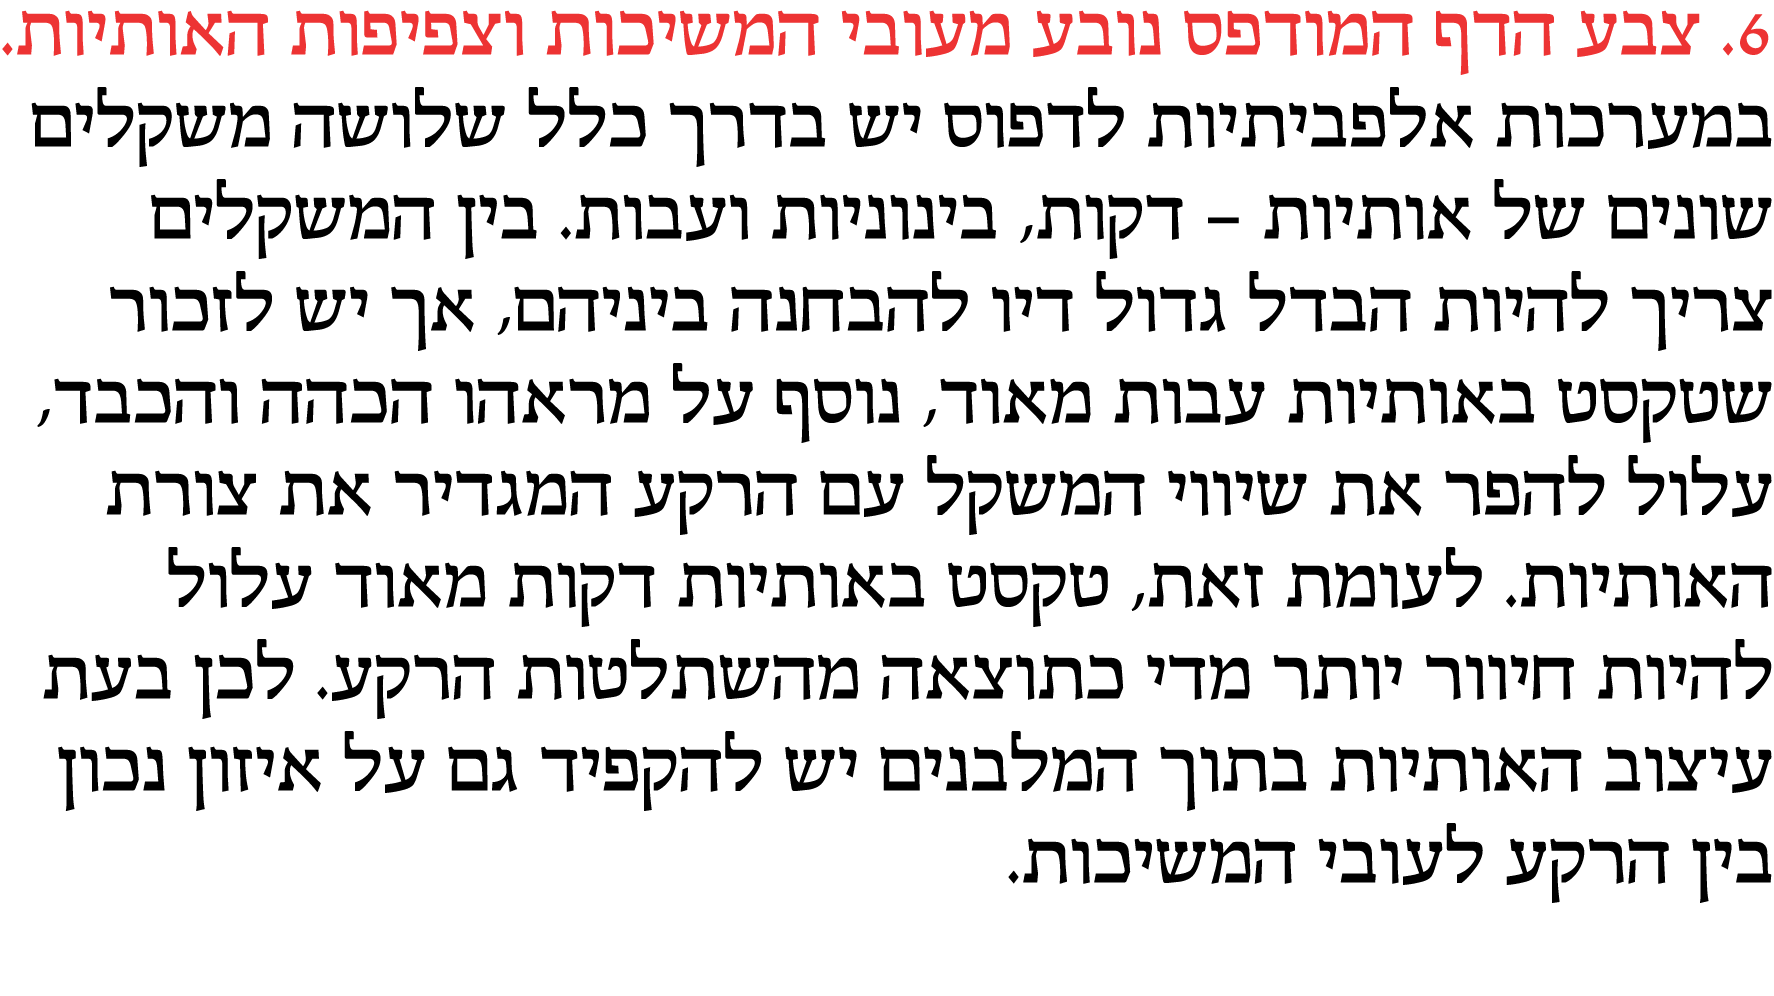 6. צבע הדף המודפס נובע מעובי המשיכות וצפיפות האותיות.
במערכות אלפביתיות לדפוס יש בדרך כלל שלושה משקלים
שונים של אותיות – דקות, בינוניות ועבות. בין המשקלים
צריך להיות הבדל גדול דיו להבחנה ביניהם, אך יש לזכור
שטקסט באותיות עבות מאוד, נוסף על מראהו הכהה והכבד,
עלול להפר את שיווי המשקל עם הרקע המגדיר את צורת
האותיות. לעומת זאת, טקסט באותיות דקות מאוד עלול
להיות חיוור יותר מדי כתוצאה מהשתלטות הרקע. לכן בעת
עיצוב האותיות בתוך המלבנים יש להקפיד גם על איזון נכון
בין הרקע לעובי המשיכות.